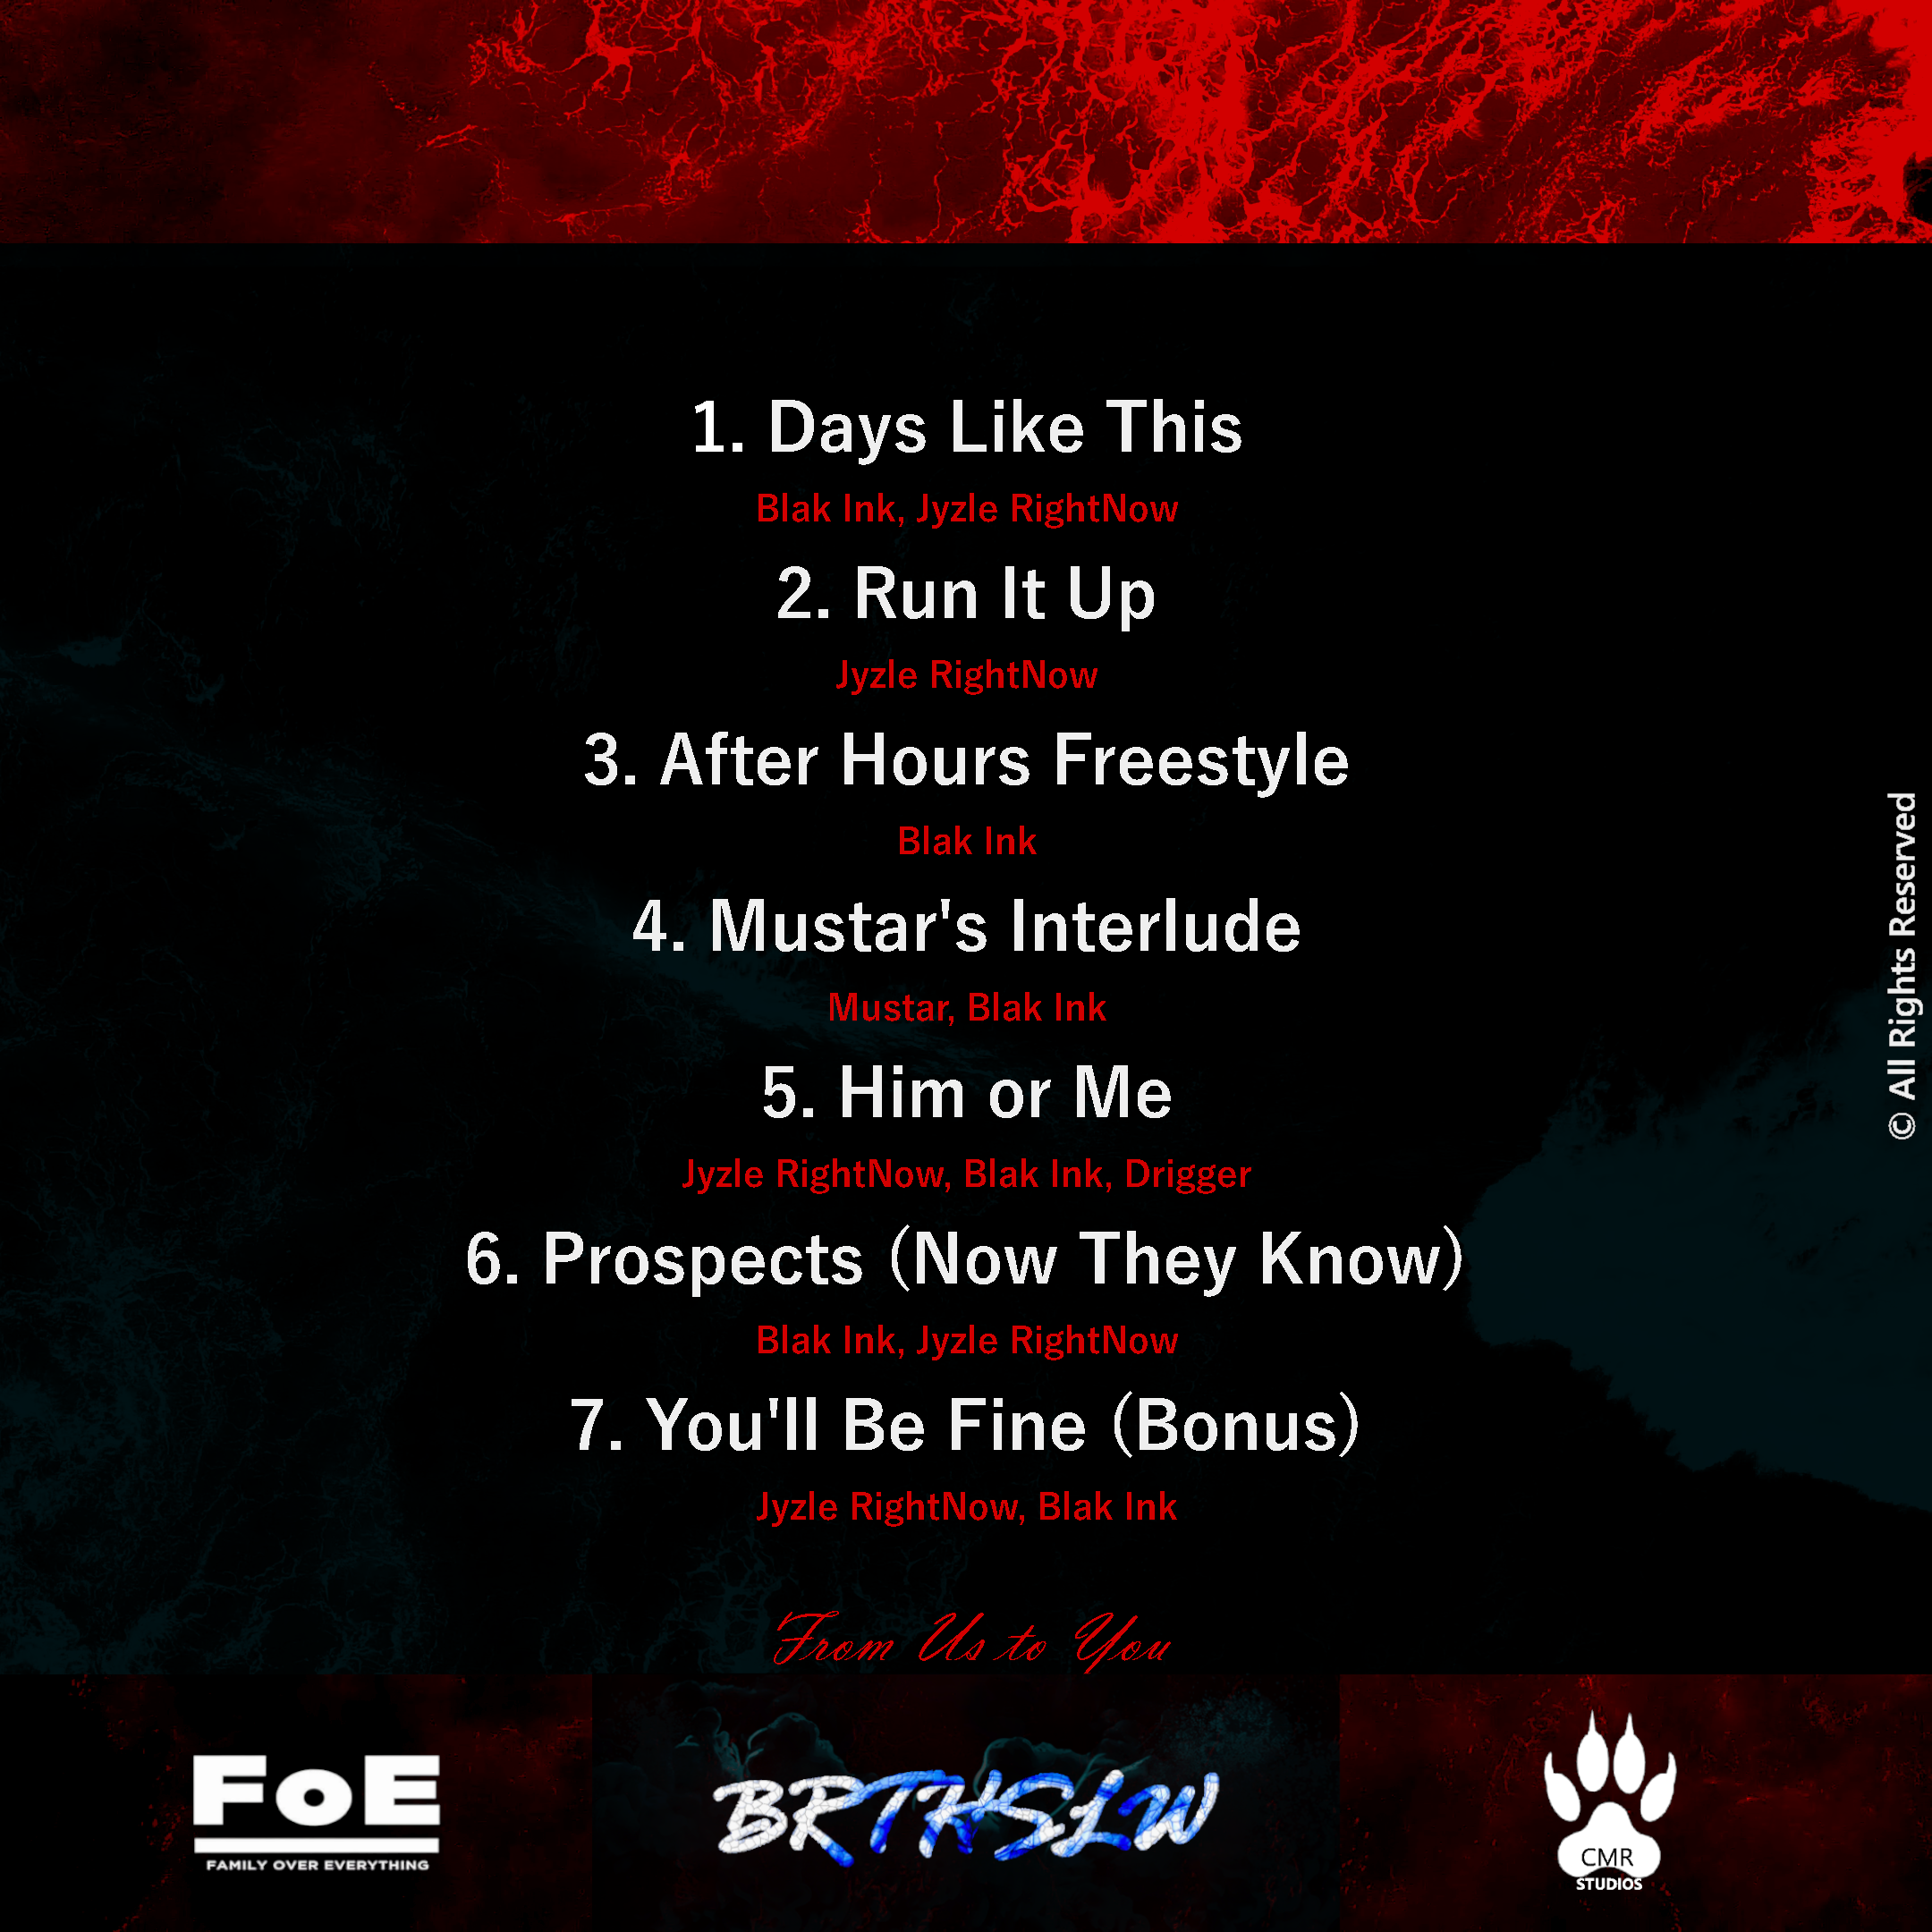 1. Days Like This
Blak Ink, Jyzle RightNow
2. Run It Up
Jyzle RightNow
3. After Hours Freestyle
Blak Ink
4. Mustar's Interlude
Mustar, Blak Ink
5. Him or Me
Jyzle RightNow, Blak Ink, Drigger
6. Prospects (Now They Know)
Blak Ink, Jyzle RightNow
7. You'll Be Fine (Bonus)
Jyzle RightNow, Blak Ink
© All Rights Reserved
From Us to You
FoE
FAMILY OVER EVERYTHING
BRTHSLW
CMR
STUDIOS